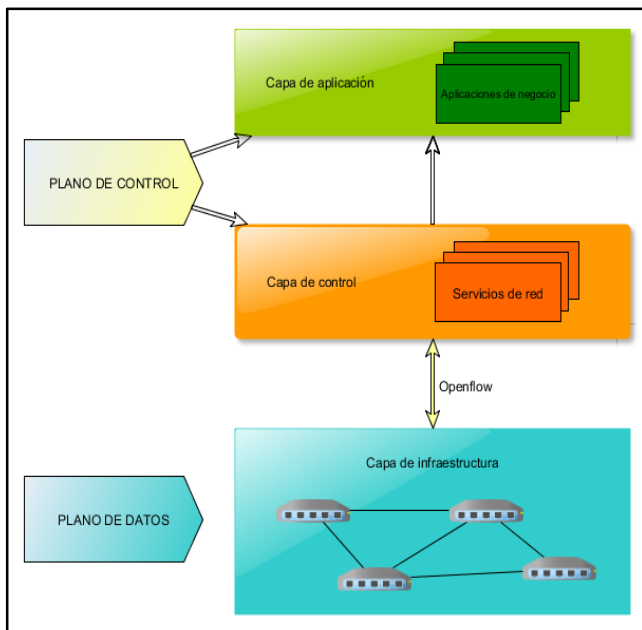 Capa de aplicación
Aplicaciones de negocio
PLANO DE CONTROL
Capa de control
Servicios de red
Openflow
Capa de infraestructura
PLANO DE DATOS